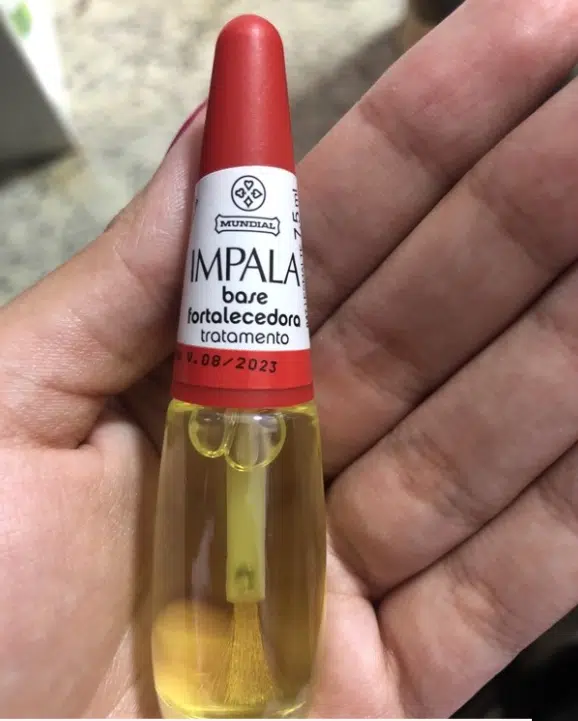 MUNDIAL
IMPALA
base
fortalecedora
tratamento
V.08/2023
7,5 ml